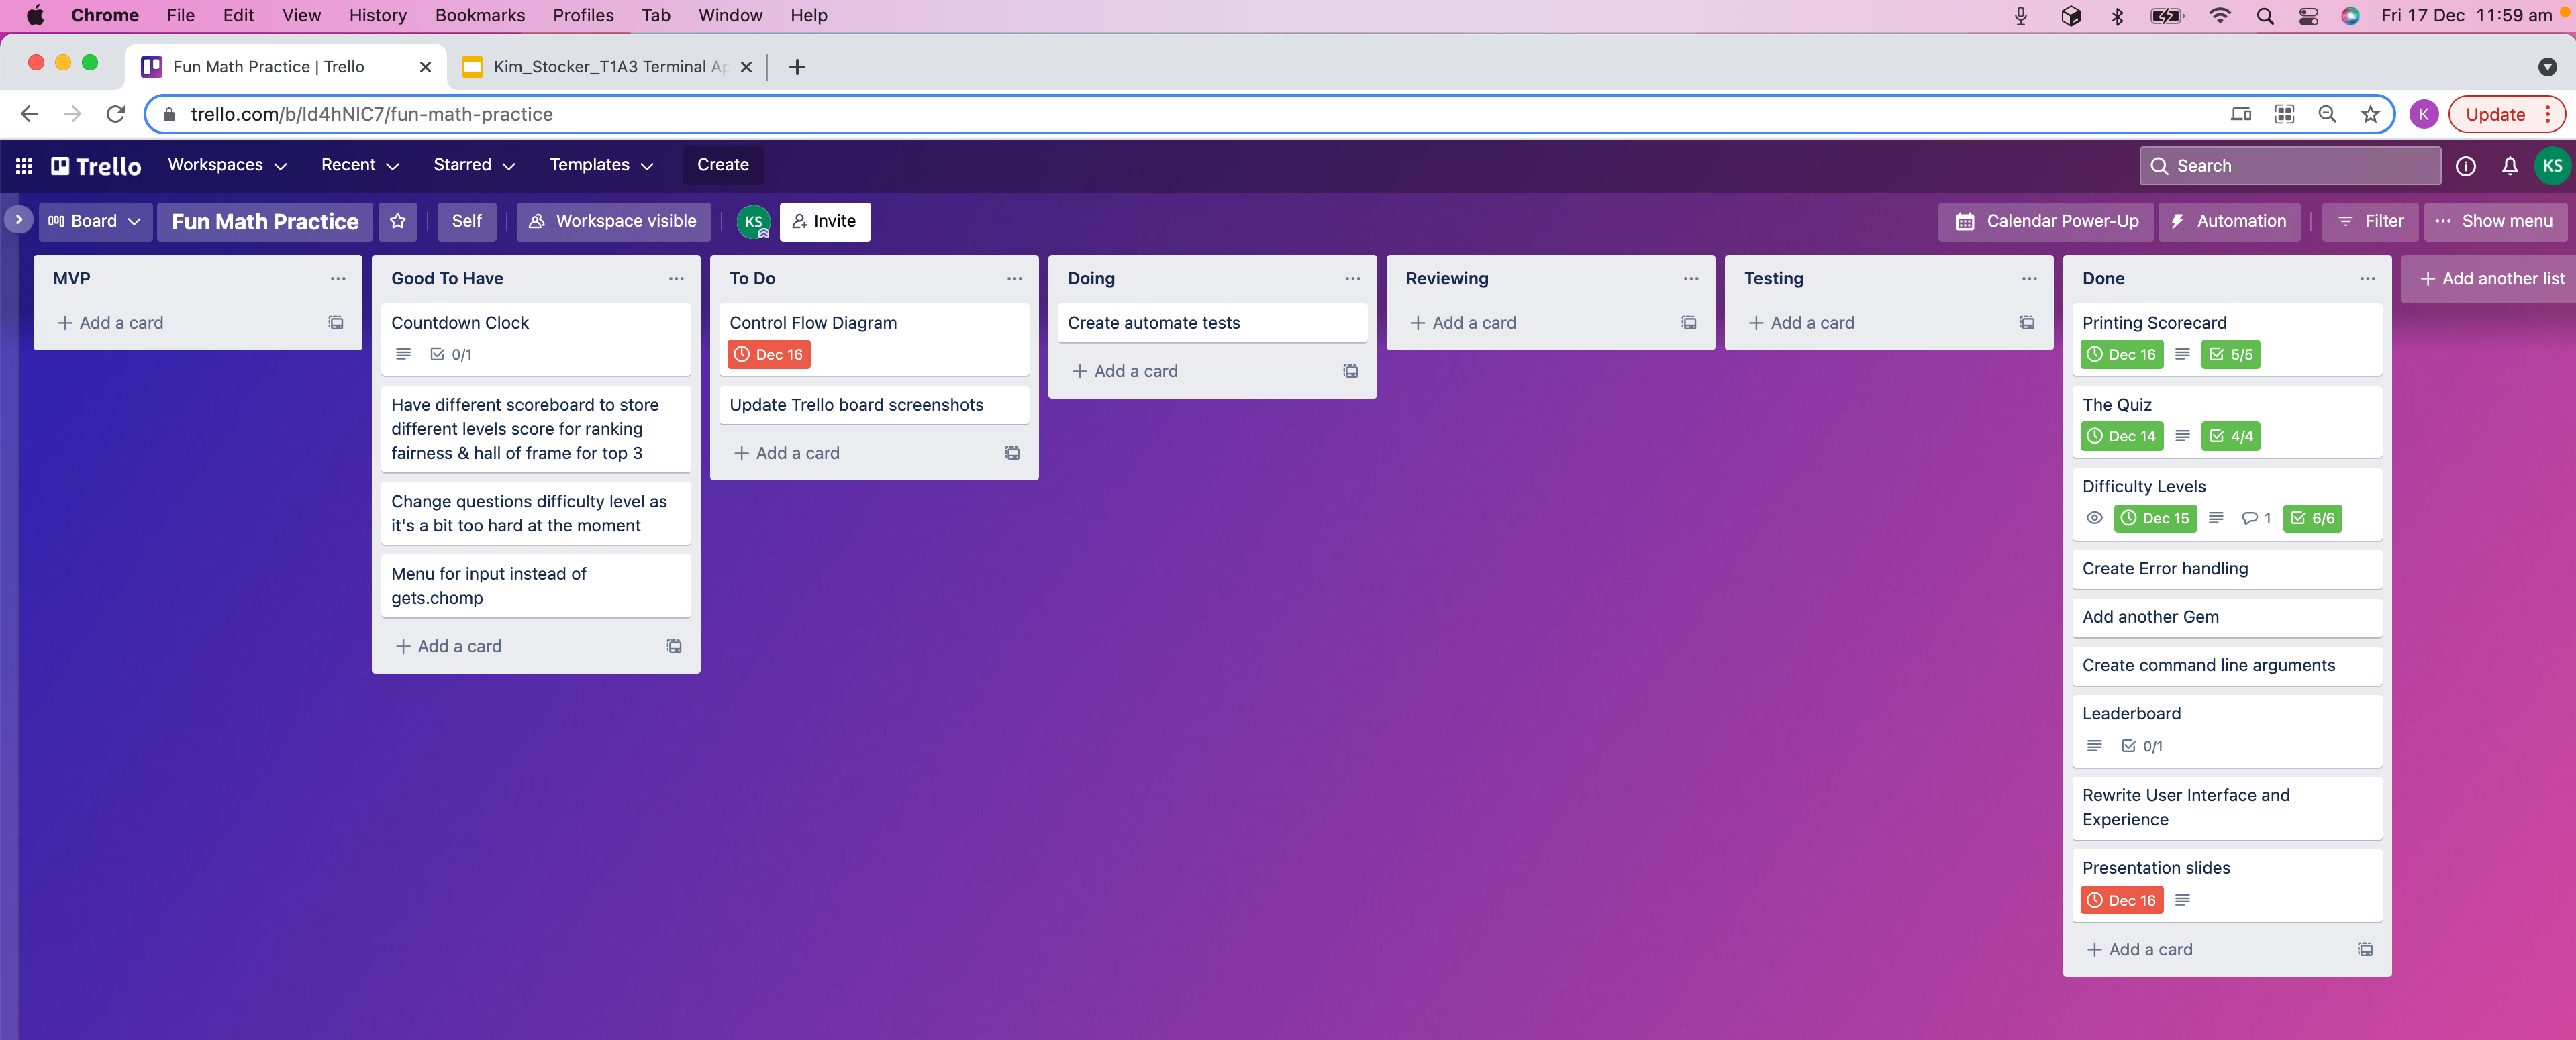 Chrome File Edit View History Bookmarks Profiles Tab Window Help Fri 17 Dec 11:59 am
Fun Math Practice | Trello
Kim_Stocker_T1A3 Terminal Ap
trello.com/b/Id4hNIC7/fun-math-practice
K
Update
Trello
Workspaces
Recent
Starred
Templates
Create
Search
KS
Board
Fun Math Practice
Self
Workspace visible
KS
Invite
Calendar Power-Up
Automation
Filter
Show menu
MVP
Add a card
Good To Have
Countdown Clock
0/1
Have different scoreboard to store
different levels score for ranking
fairness & hall of frame for top 3
Change questions difficulty level as
it's a bit too hard at the moment
Menu for input instead of
gets.chomp
Add a card
To Do
Control Flow Diagram
Dec 16
Update Trello board screenshots
Add a card
Doing
Create automate tests
Add a card
Reviewing
Add a card
Testing
Add a card
Done
Printing Scorecard
Dec 16
5/5
The Quiz
Dec 14
4/4
Difficulty Levels
Dec 15
1
6/6
Create Error handling
Add another Gem
Create command line arguments
Leaderboard
0/1
Rewrite User Interface and
Experience
Presentation slides
Dec 16
Add a card
Add another list